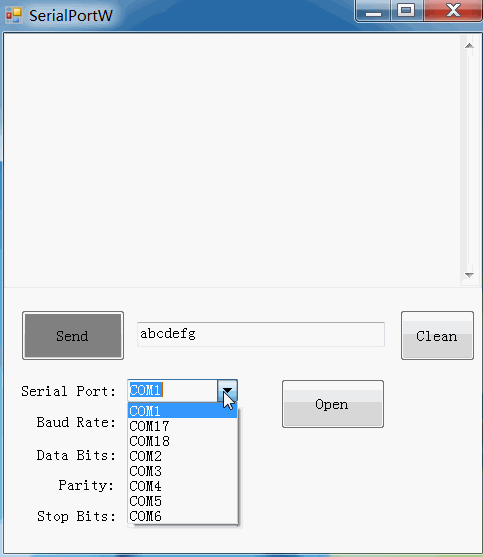 SerialPortW
Send
abcdefg
Clean
Serial Port:
COM1
Open
COM1
Baud Rate:
COM17
COM18
Data Bits:
COM2
COM3
Parity:
COM4
COM5
Stop Bits:
COM6